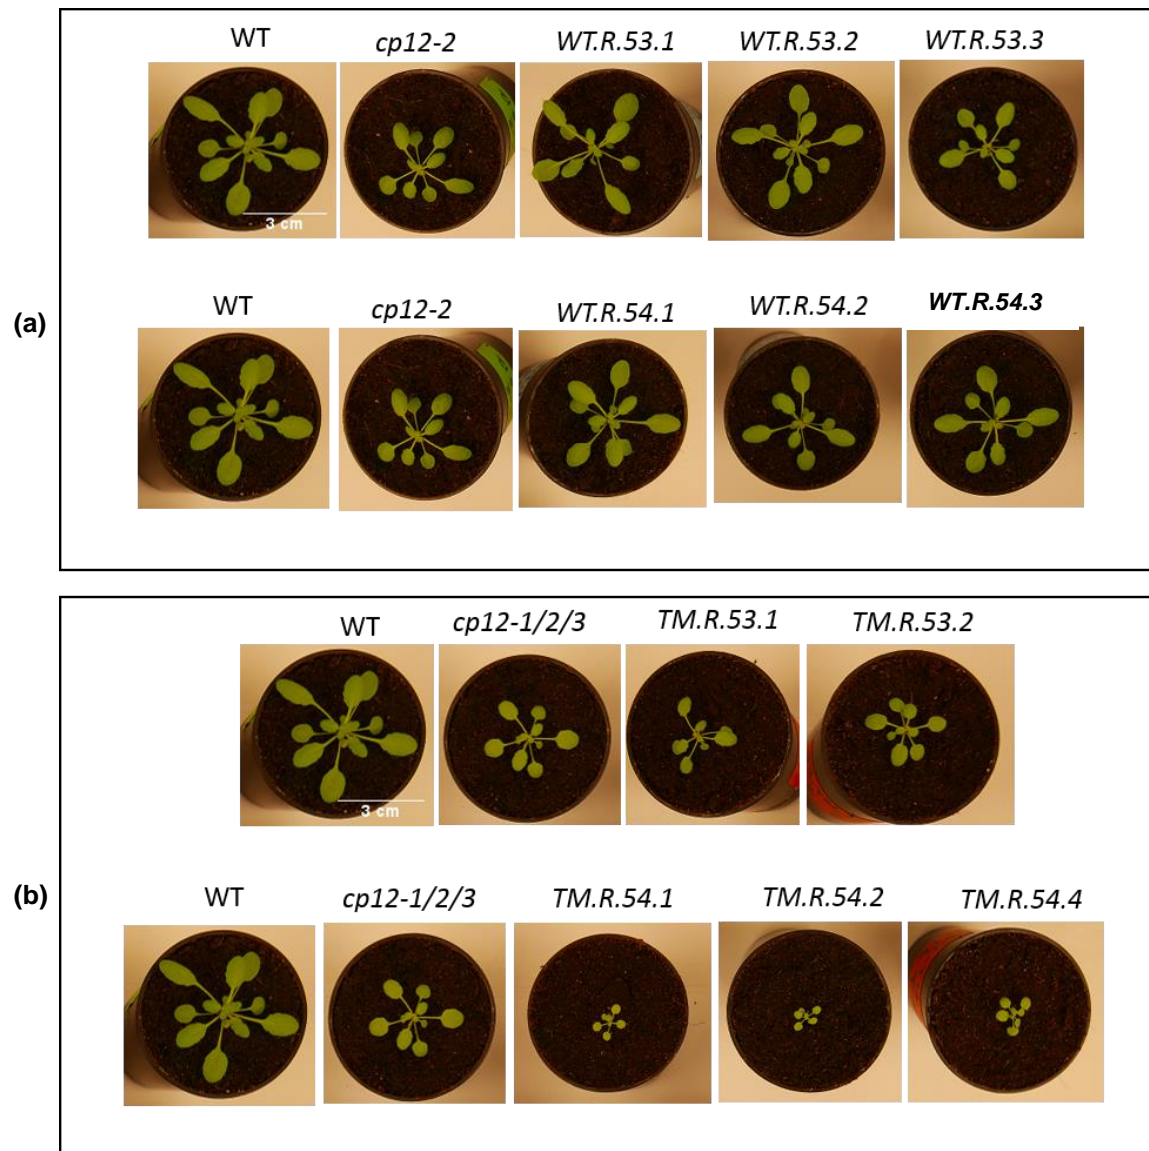 WT cp12-2 WT.R.53.1 WT.R.53.2 WT.R.53.3
3 cm
(a)
WT cp12-2 WT.R.54.1 WT.R.54.2 WT.R.54.3
WT cp12-1/2/3 TM.R.53.1 TM.R.53.2
3 cm
(b)
WT cp12-1/2/3 TM.R.54.1 TM.R.54.2 TM.R.54.4